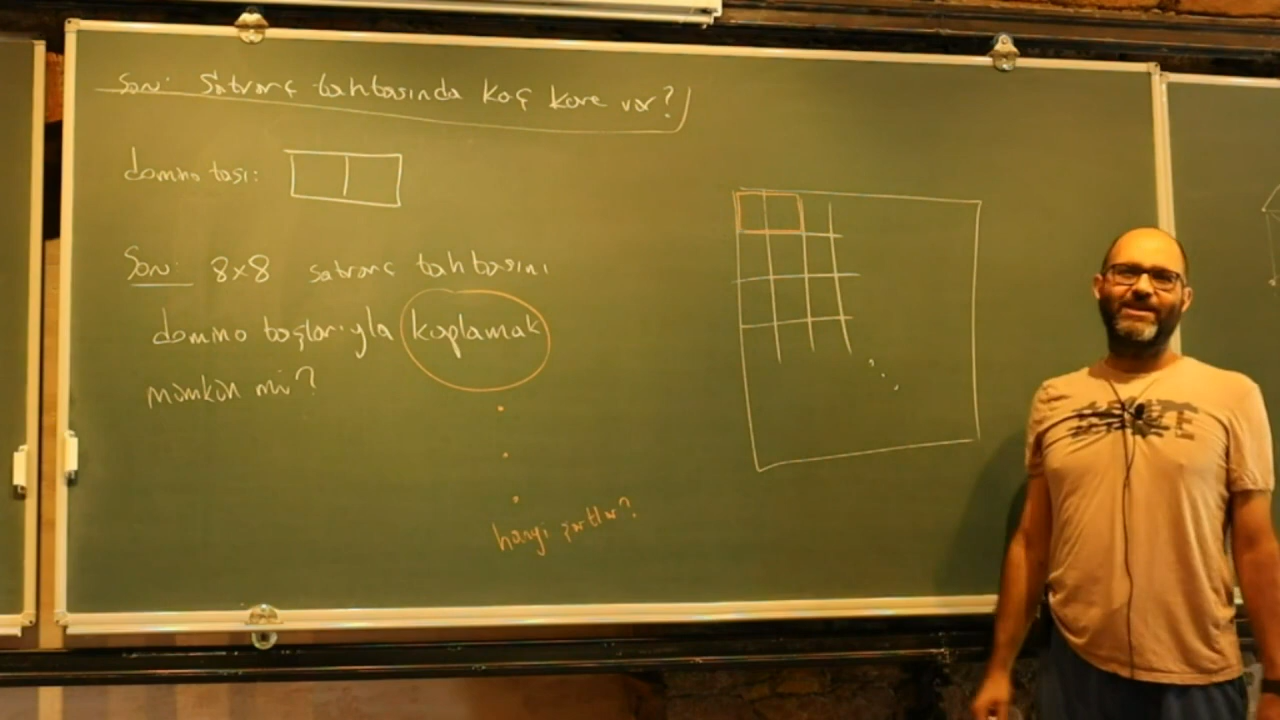 Soru: Satranç tahtasında kaç kare var?
domino taşı:
Soru: 8x8 satranç tahtasını
domino taşlarıyla kaplamak
mümkün mü?
hangi şartlar?